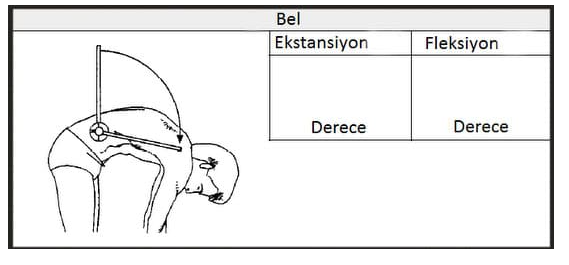 Bel
Ekstansiyon
Fleksiyon
Derece
Derece